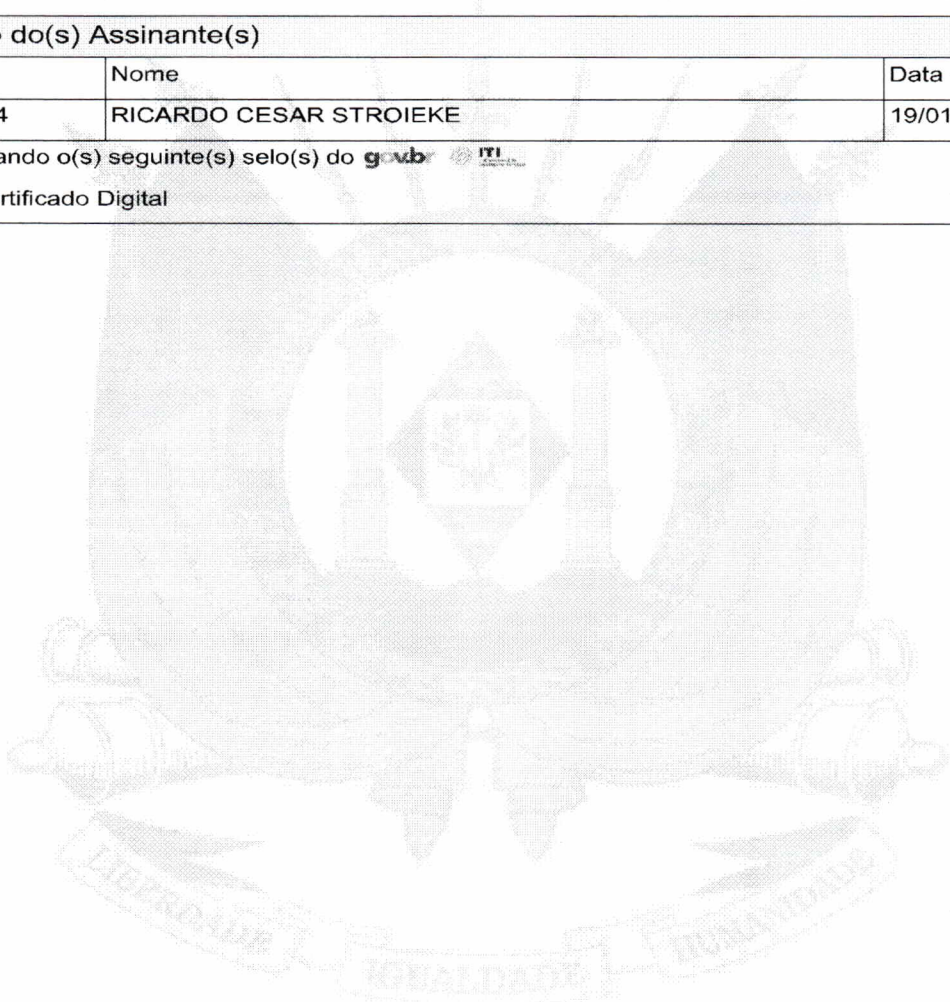 do(s) Assinante(s)
Nome Data
4 RICARDO CESAR STROIEKE 19/01
ando o(s) seguinte(s) selo(s) do gov.br ITI
rtificado Digital
LIBERDADE IGUALDADE HUMANIDADE